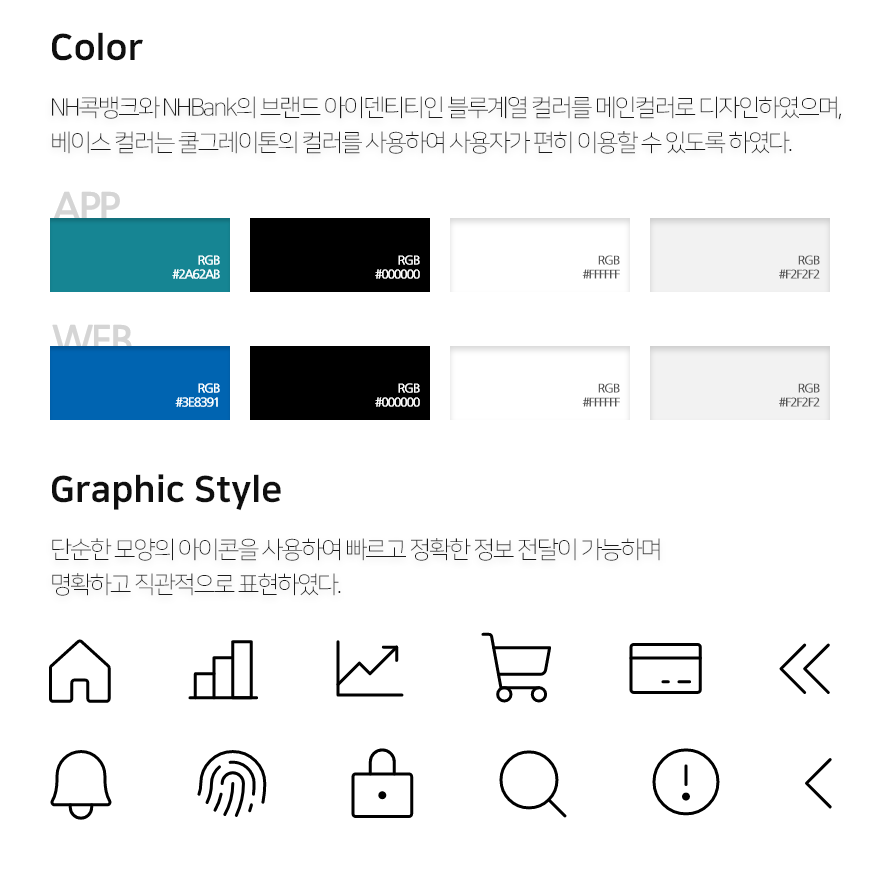 Color
NH콕뱅크와 NHBank의 브랜드 아이덴티티인 블루계열 컬러를 메인컬러로 디자인하였으며,
베이스 컬러는 쿨그레이톤의 컬러를 사용하여 사용자가 편히 이용할 수 있도록 하였다.
APP
RGB
#2A62AB
RGB
#000000
RGB
#FFFFFF
RGB
#F2F2F2
WEB
RGB
#3E8391
RGB
#000000
RGB
#FFFFFF
RGB
#F2F2F2
Graphic Style
단순한 모양의 아이콘을 사용하여 빠르고 정확한 정보 전달이 가능하며
명확하고 직관적으로 표현하였다.